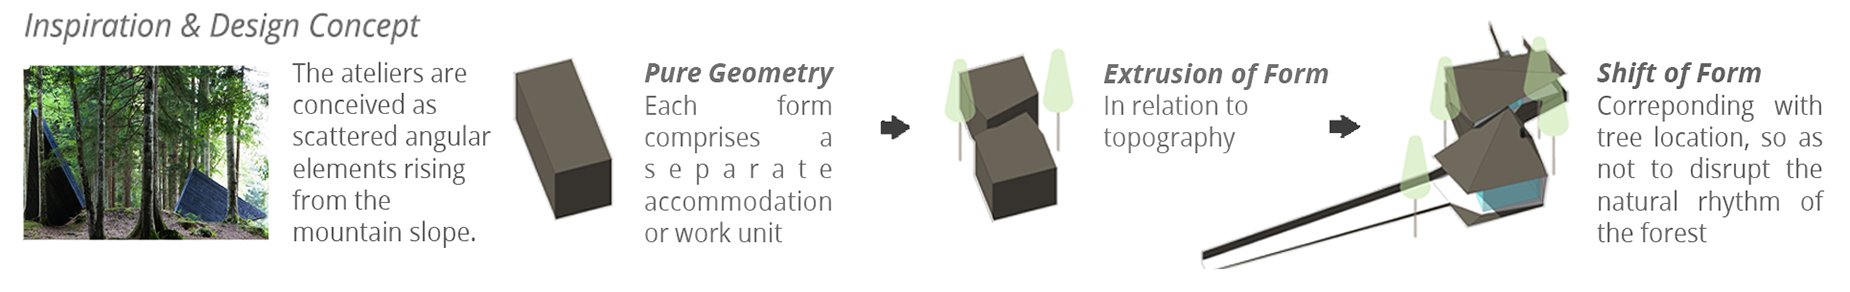 Inspiration & Design Concept
The ateliers are
conceived as
scattered angular
elements rising
from the
mountain slope.
Pure Geometry
Each form
comprises a
separate
accommodation
or work unit
Extrusion of Form
In relation to
topography
Shift of Form
Correponding with
tree location, so as
not to disrupt the
natural rhythm of
the forest